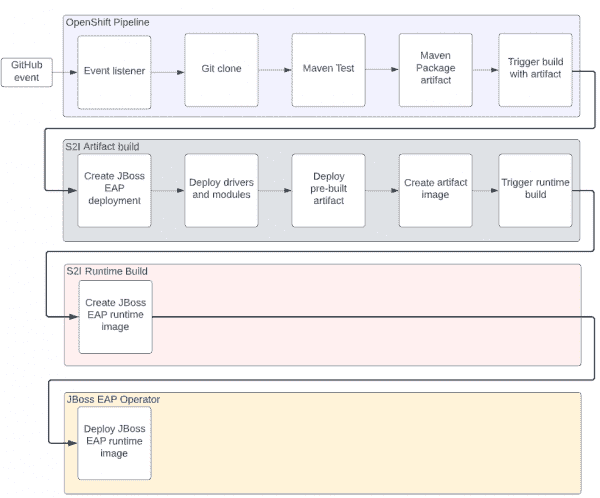 OpenShift Pipeline
GitHub
event
Event listener
Git clone
Maven Test
Maven
Package
artifact
Trigger build
with artifact
S2I Artifact build
Create JBoss
EAP
deployment
Deploy drivers
and modules
Deploy
pre-built
artifact
Create artifact
image
Trigger runtime
build
S2I Runtime Build
Create JBoss
EAP runtime
image
JBoss EAP Operator
Deploy JBoss
EAP runtime
image